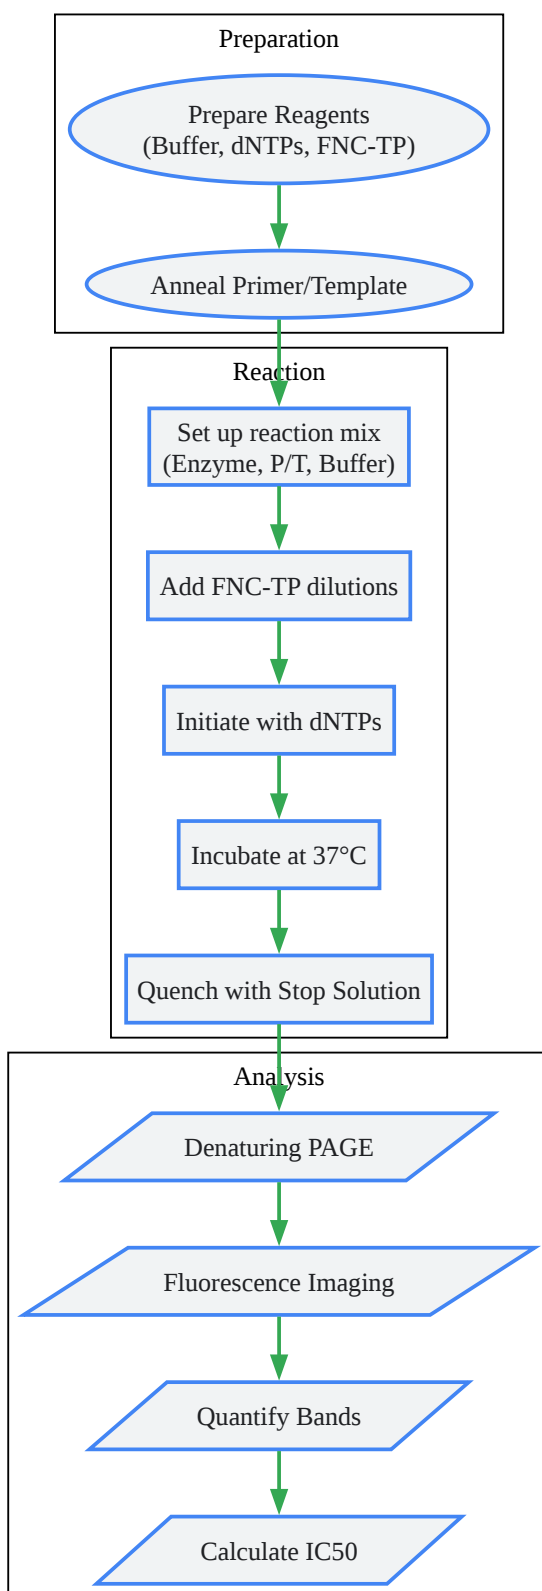 Preparation
Prepare Reagents
(Buffer, dNTPs, FNC-TP)
Anneal Primer/Template
Reaction
Set up reaction mix
(Enzyme, P/T, Buffer)
Add FNC-TP dilutions
Initiate with dNTPs
Incubate at 37°C
Quench with Stop Solution
Analysis
Denaturing PAGE
Fluorescence Imaging
Quantify Bands
Calculate IC50